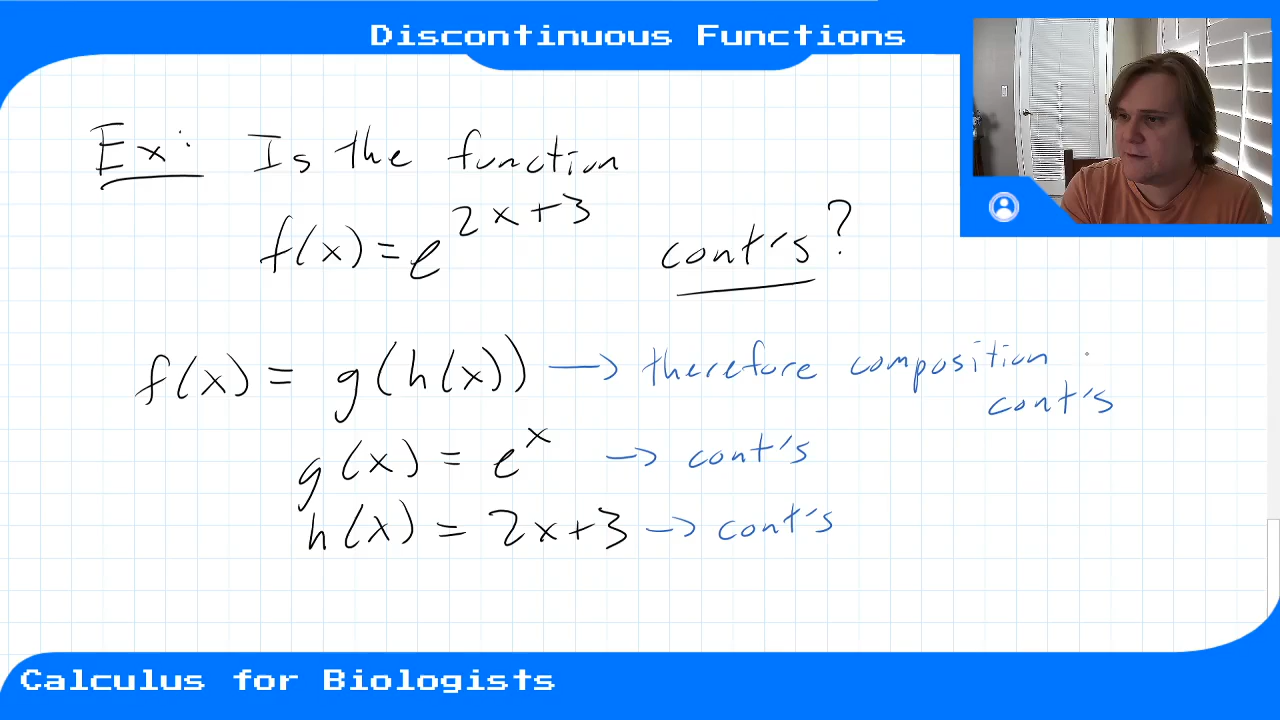 Discontinuous Functions
Ex: Is the function
f(x) = e^{2x+3} cont's?
f(x) = g(h(x)) → therefore composition
cont's
g(x) = e^x → cont's
h(x) = 2x+3 → cont's
Calculus for Biologists